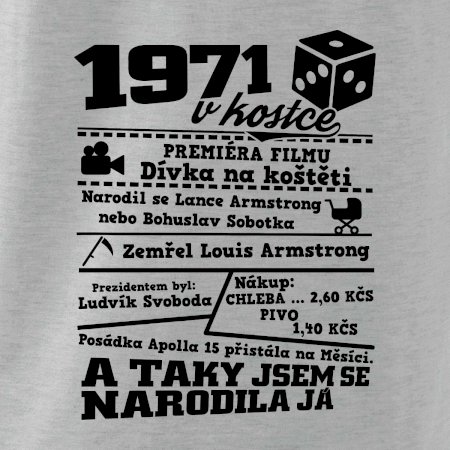 1971
v kostce
PREMIÉRA FILMU
Dívka na koštěti
Narodil se Lance Armstrong
nebo Bohuslav Sobotka
Zemřel Louis Armstrong
Prezidentem byl:
Ludvík Svoboda
Nákup:
CHLEBA ... 2,60 KČS
PIVO
1,40 KČS
Posádka Apolla 15 přistála na Měsíci.
A TAKY JSEM SE
NARODILA JÁ